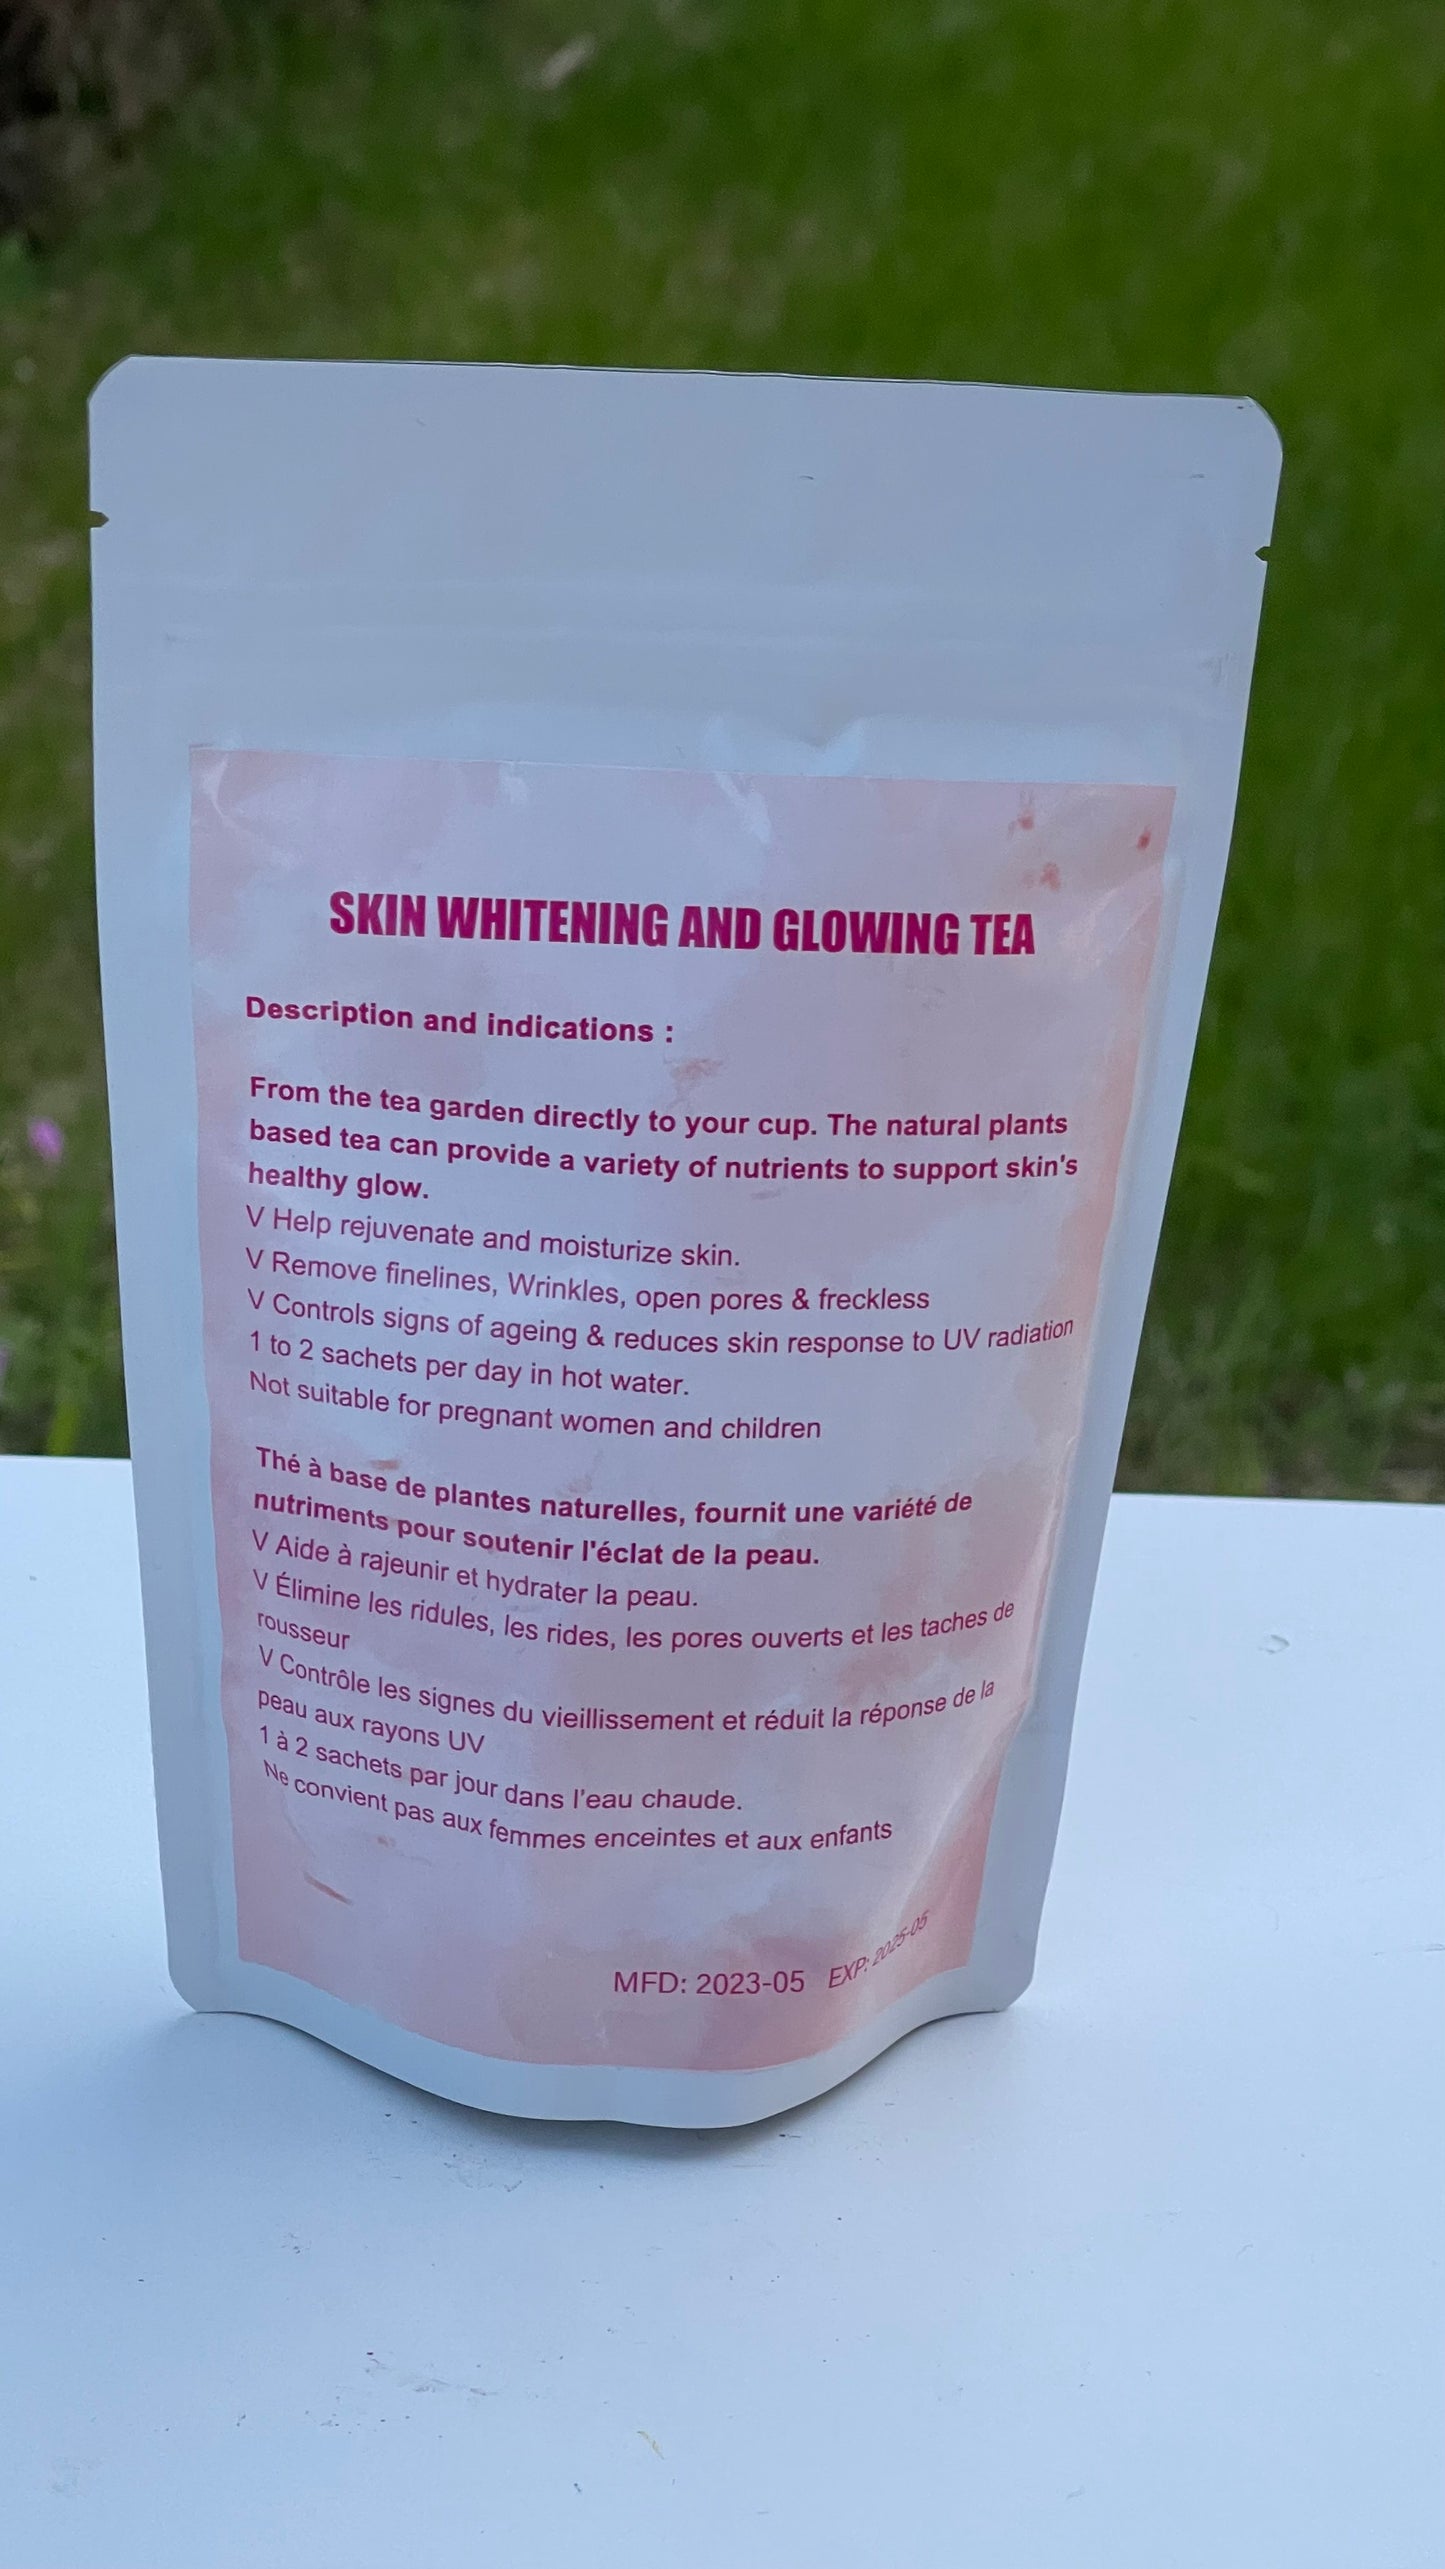 SKIN WHITENING AND GLOWING TEA
Description and indications :
From the tea garden directly to your cup. The natural plants
based tea can provide a variety of nutrients to support skin's
healthy glow.
V Help rejuvenate and moisturize skin.
V Remove finelines, Wrinkles, open pores & freckless
V Controls signs of ageing & reduces skin response to UV radiation
1 to 2 sachets per day in hot water.
Not suitable for pregnant women and children
Thé à base de plantes naturelles, fournit une variété de
nutriments pour soutenir l'éclat de la peau.
V Aide à rajeunir et hydrater la peau.
V Élimine les ridules, les rides, les pores ouverts et les taches de
rousseur
V Contrôle les signes du vieillissement et réduit la réponse de la
peau aux rayons UV
1 à 2 sachets par jour dans l'eau chaude.
Ne convient pas aux femmes enceintes et aux enfants
MFD: 2023-05 EXP: 2025-05